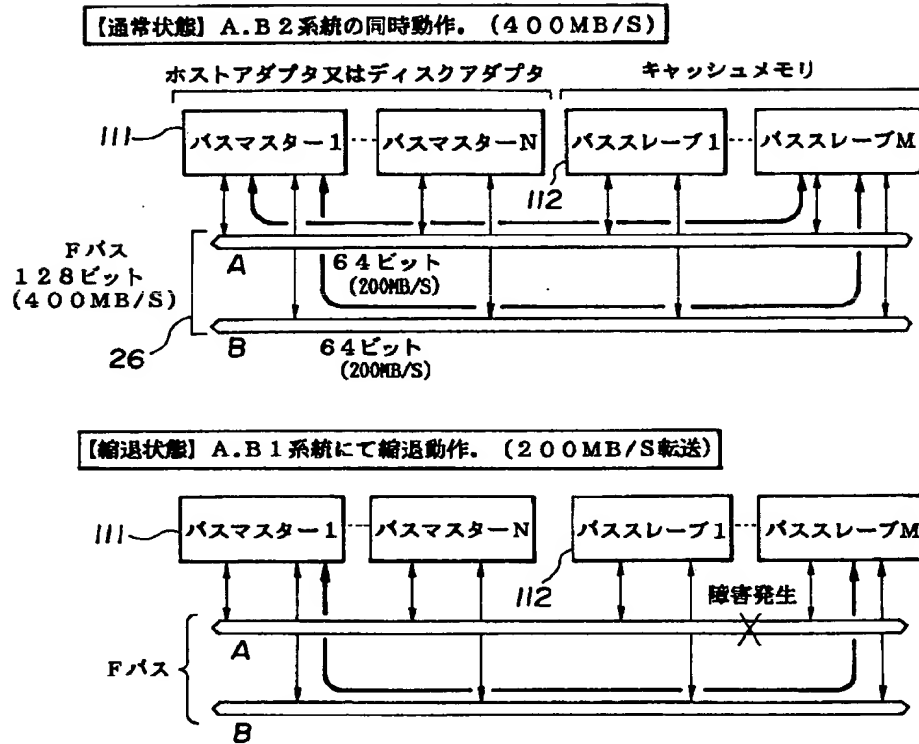 【通常状態】A.B2系統の同時動作。(400MB/S)
ホストアダプタ又はディスクアダプタ
キャッシュメモリ
111
バスマスター1
バスマスターN
バススレーブ1
バススレーブM
112
Fバス
128ビット
(400MB/S)
A
64ビット
(200MB/S)
26
B
64ビット
(200MB/S)
【縮退状態】A.B1系統にて縮退動作。(200MB/S転送)
111
バスマスター1
バスマスターN
バススレーブ1
バススレーブM
112
障害発生
A
Fバス
B